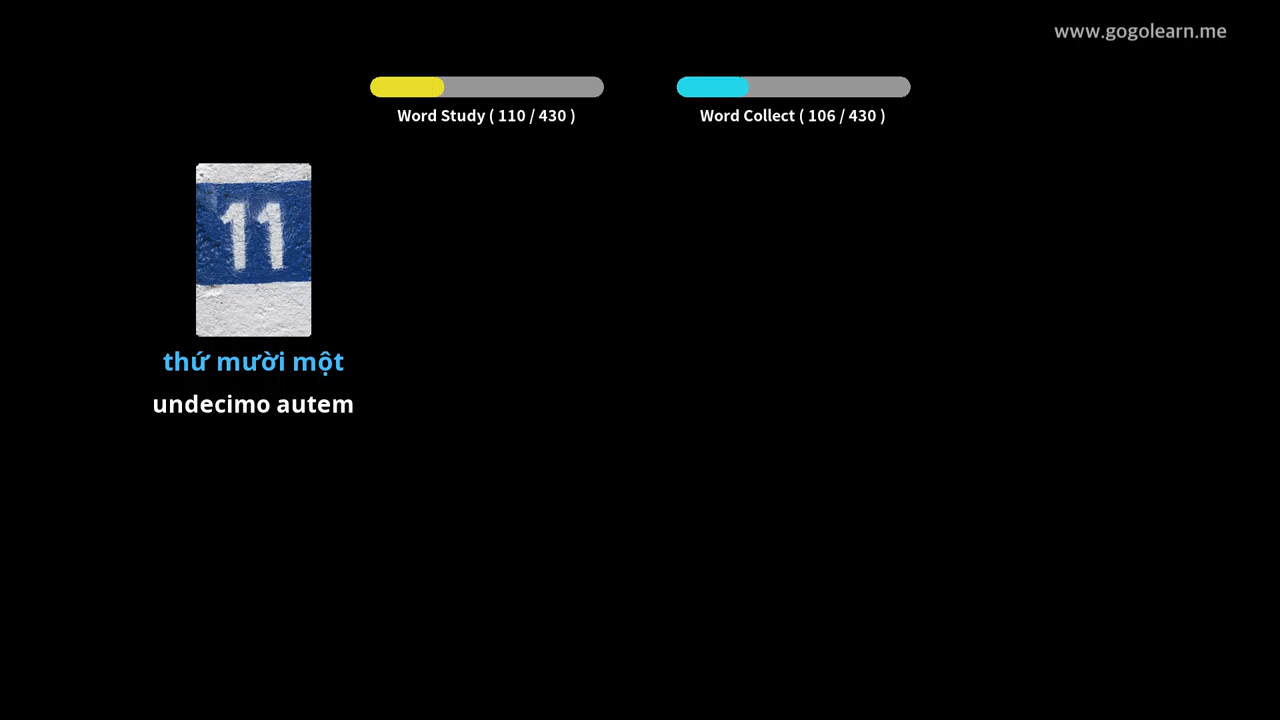 www.gogolearn.me
Word Study ( 110 / 430 )
Word Collect ( 106 / 430 )
11
thứ mười một
undecimo autem